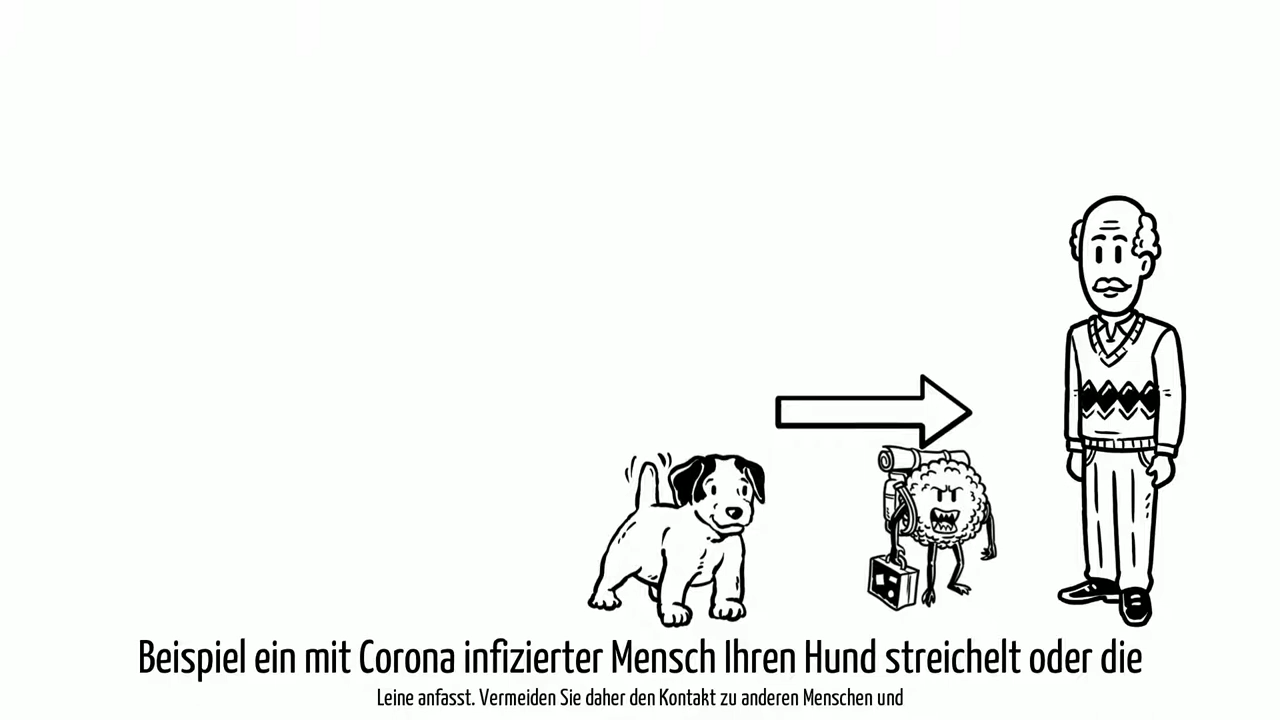 Beispiel ein mit Corona infizierter Mensch Ihren Hund streichelt oder die
Leine anfasst. Vermeiden Sie daher den Kontakt zu anderen Menschen und